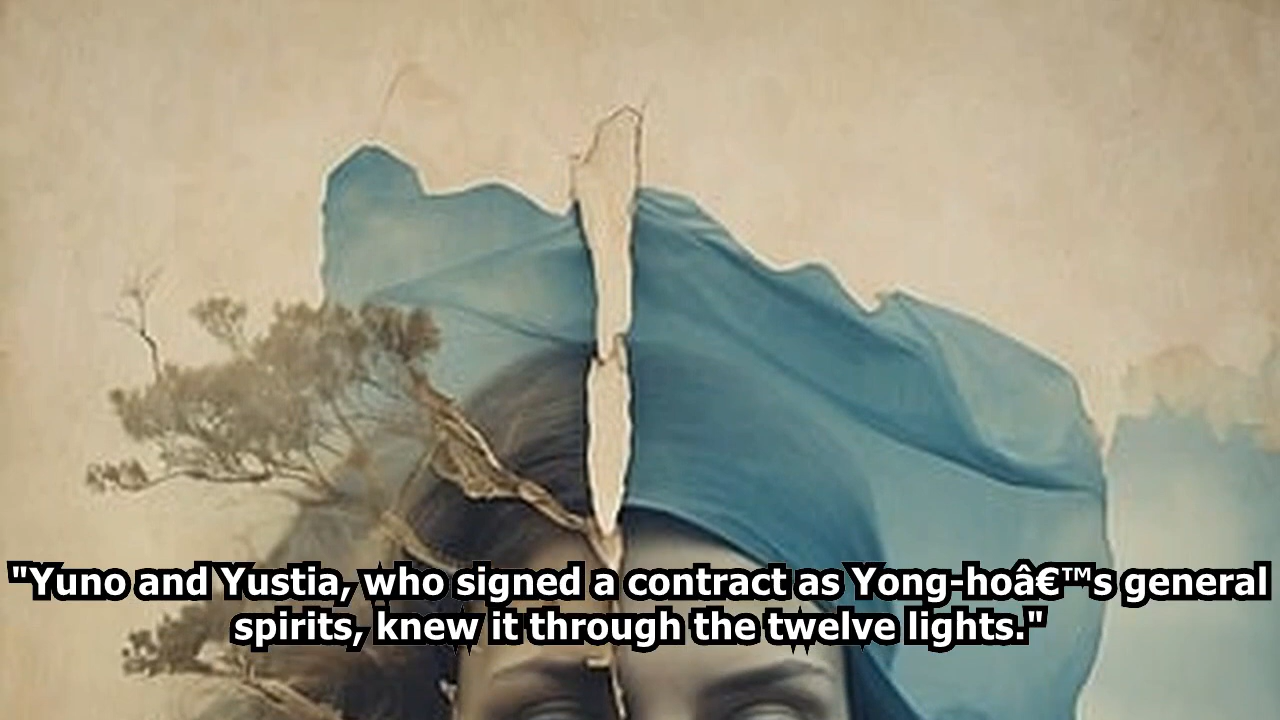 "Yuno and Yustia, who signed a contract as Yong-hoâ€™s general
spirits, knew it through the twelve lights."